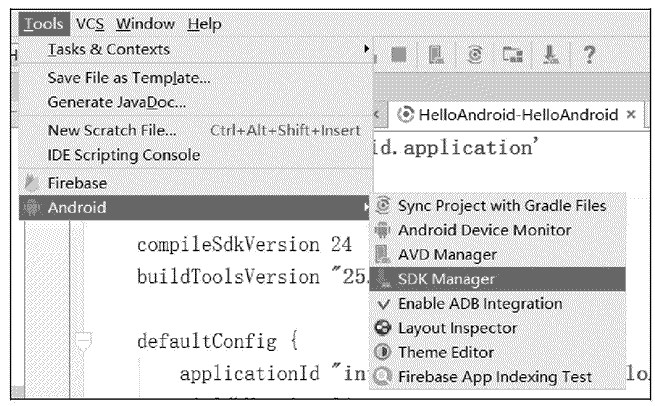 Tools VCS Window Help
Tasks & Contexts
Save File as Template...
Generate JavaDoc...
HelloAndroid-HelloAndroid ×
New Scratch File... Ctrl+Alt+Shift+Insert
id.application'
IDE Scripting Console
Firebase
Android
Sync Project with Gradle Files
Android Device Monitor
compileSdkVersion 24
AVD Manager
buildToolsVersion "25.
SDK Manager
Enable ADB Integration
Layout Inspector
defaultConfig {
Theme Editor
applicationId "in
Firebase App Indexing Test
lo